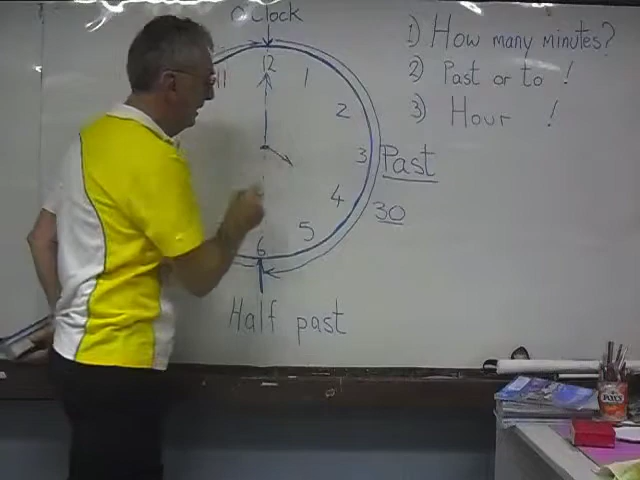 O'Clock
1) How many minutes?
2) Past or to !
3) Hour !
12
11
1
2
3
Past
4
30
5
6
Half past